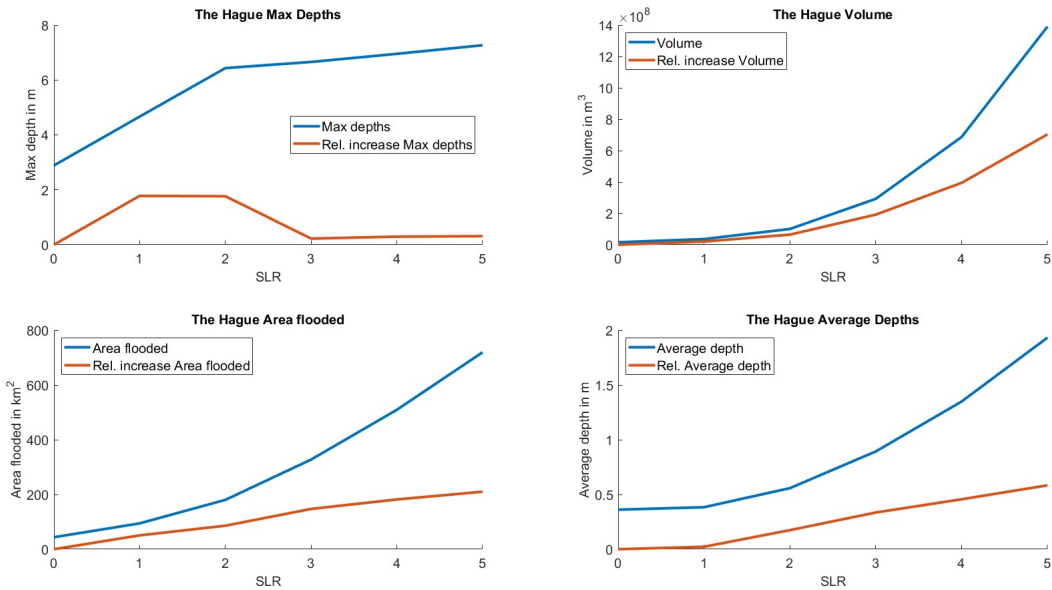 The Hague Max Depths
8
6
4
2
0
Max depth in m
Max depths
Rel. increase Max depths
0 1 2 3 4 5
SLR
The Hague Volume
×10⁸
14
12
10
8
6
4
2
0
Volume in m³
Volume
Rel. increase Volume
0 1 2 3 4 5
SLR
The Hague Area flooded
800
600
400
200
0
Area flooded in km²
Area flooded
Rel. increase Area flooded
0 1 2 3 4 5
SLR
The Hague Average Depths
2
1.5
1
0.5
0
Average depth in m
Average depth
Rel. Average depth
0 1 2 3 4 5
SLR